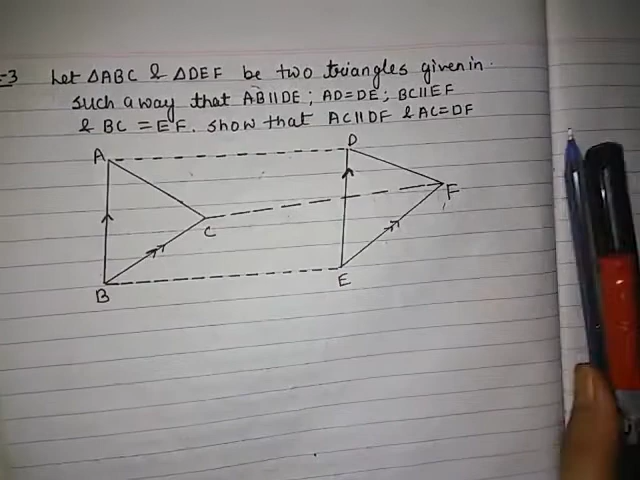 -3 Let ΔABC & ΔDEF be two triangles given in.
such a way that AB||DE; AD=DE; BC||EF
& BC = EF. show that AC||DF & AC=DF
A D
C F
B E